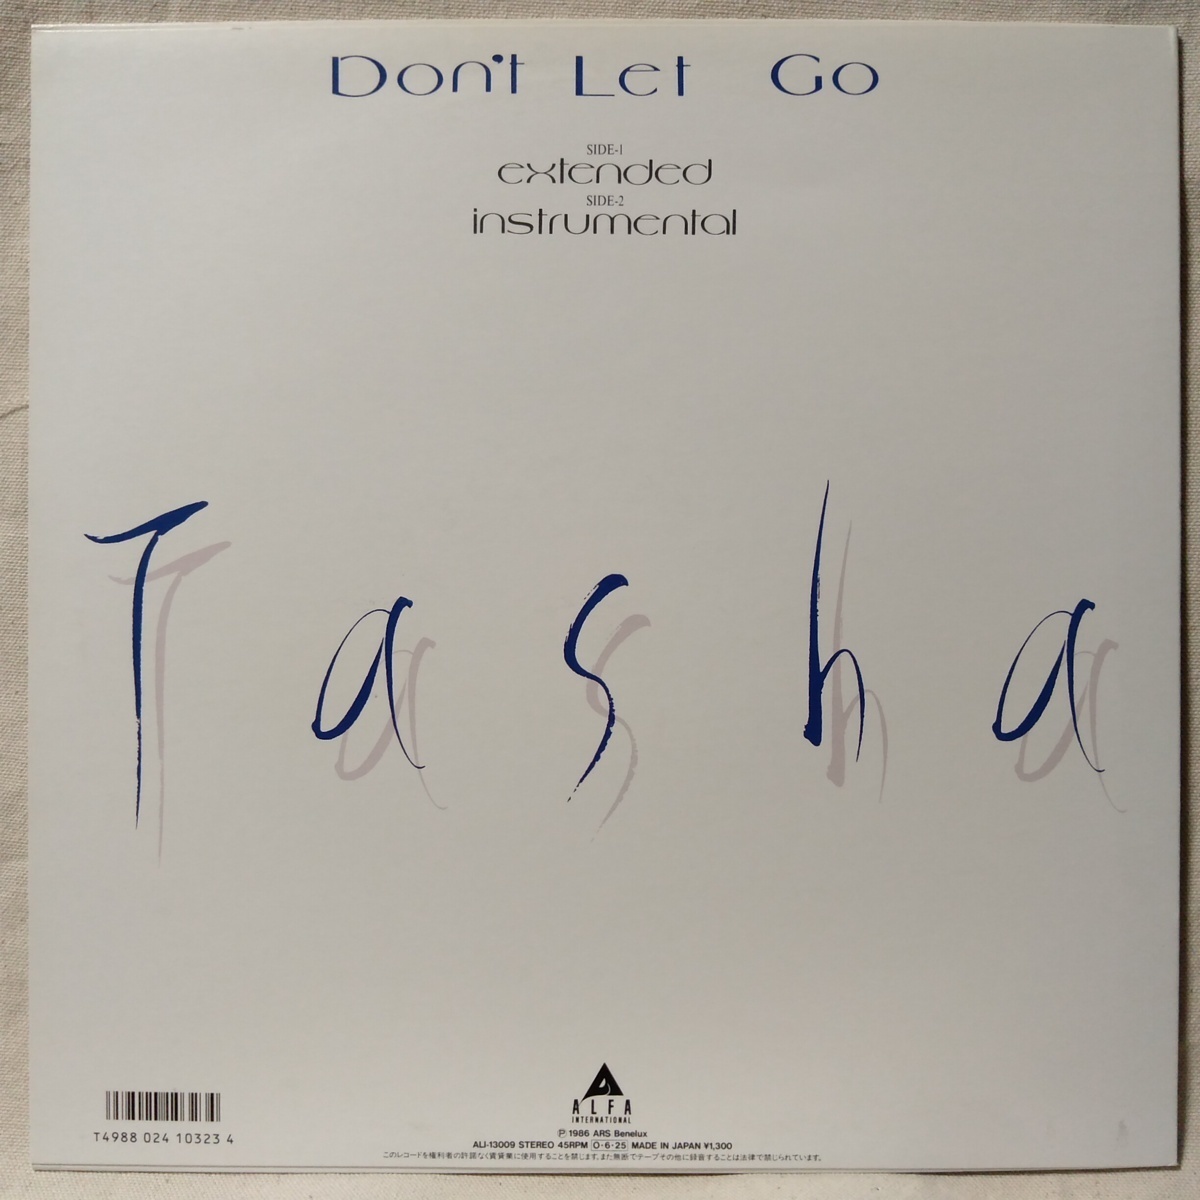 Don't Let Go
SIDE-1
extended
SIDE-2
instrumental
Tasha
ALFA
INTERNATIONAL
Ⓟ1986 ARS Benelux
ALI-13009 STEREO 45RPM O·6·25 MADE IN JAPAN ¥1,300
このレコードを権利者の許諾なく賃貸業に使用することを禁じます。また無断でテープその他に録音することは法律で禁じられています。
T4988 024 10323 4